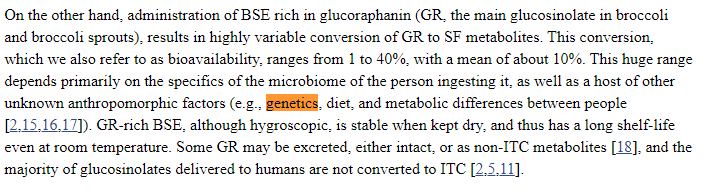 On the other hand, administration of BSE rich in glucoraphanin (GR, the main glucosinolate in broccoli
and broccoli sprouts), results in highly variable conversion of GR to SF metabolites. This conversion,
which we also refer to as bioavailability, ranges from 1 to 40%, with a mean of about 10%. This huge range
depends primarily on the specifics of the microbiome of the person ingesting it, as well as a host of other
unknown anthropomorphic factors (e.g., genetics, diet, and metabolic differences between people
[2,15,16,17]). GR-rich BSE, although hygroscopic, is stable when kept dry, and thus has a long shelf-life
even at room temperature. Some GR may be excreted, either intact, or as non-ITC metabolites [18], and the
majority of glucosinolates delivered to humans are not converted to ITC [2,5,11].